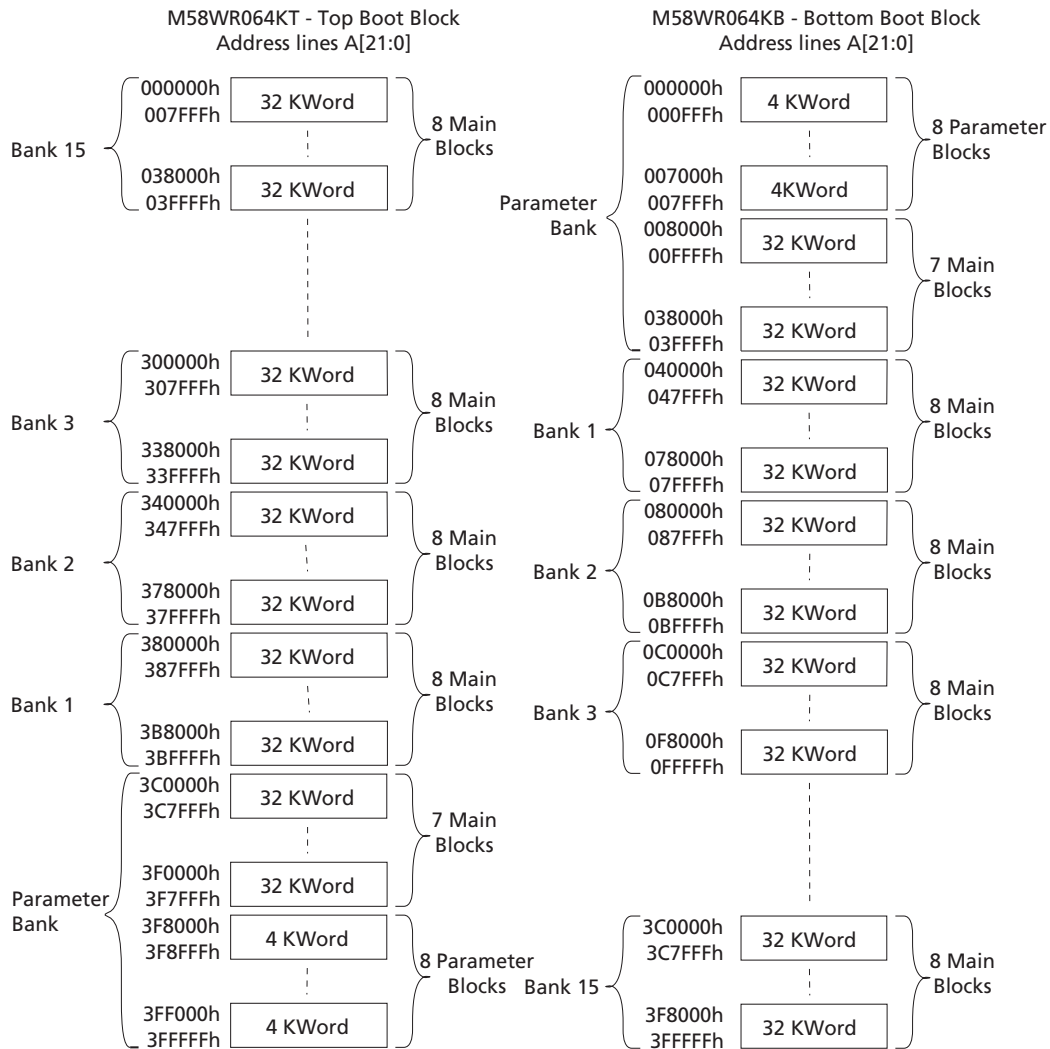 M58WR064KT - Top Boot Block
Address lines A[21:0]
Bank 15
000000h
007FFFh
32 KWord
038000h
03FFFFh
32 KWord
8 Main
Blocks
Bank 3
300000h
307FFFh
32 KWord
338000h
33FFFFh
32 KWord
8 Main
Blocks
Bank 2
340000h
347FFFh
32 KWord
378000h
37FFFFh
32 KWord
8 Main
Blocks
Bank 1
380000h
387FFFh
32 KWord
3B8000h
3BFFFFh
32 KWord
8 Main
Blocks
Parameter
Bank
3C0000h
3C7FFFh
32 KWord
3F0000h
3F7FFFh
32 KWord
7 Main
Blocks
3F8000h
3F8FFFh
4 KWord
3FF000h
3FFFFFh
4 KWord
8 Parameter
Blocks
M58WR064KB - Bottom Boot Block
Address lines A[21:0]
Parameter
Bank
000000h
000FFFh
4 KWord
007000h
007FFFh
4KWord
8 Parameter
Blocks
008000h
00FFFFh
32 KWord
038000h
03FFFFh
32 KWord
7 Main
Blocks
Bank 1
040000h
047FFFh
32 KWord
078000h
07FFFFh
32 KWord
8 Main
Blocks
Bank 2
080000h
087FFFh
32 KWord
0B8000h
0BFFFFh
32 KWord
8 Main
Blocks
Bank 3
0C0000h
0C7FFFh
32 KWord
0F8000h
0FFFFFh
32 KWord
8 Main
Blocks
Bank 15
3C0000h
3C7FFFh
32 KWord
3F8000h
3FFFFFh
32 KWord
8 Main
Blocks